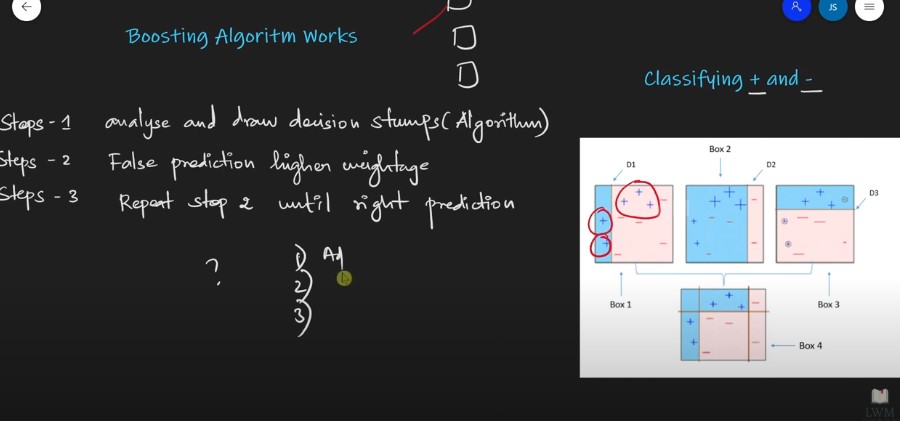 JS
Boosting Algoritm Works
Classifying + and -
Steps - 1 analyse and draw decision stumps (Algorithm)
Steps - 2 False prediction higher weightage
Steps - 3 Repeat step 2 until right prediction
?
1) Ad
2)
3)
Box 2
D1
D2
D3
Box 1
Box 3
Box 4
LWM